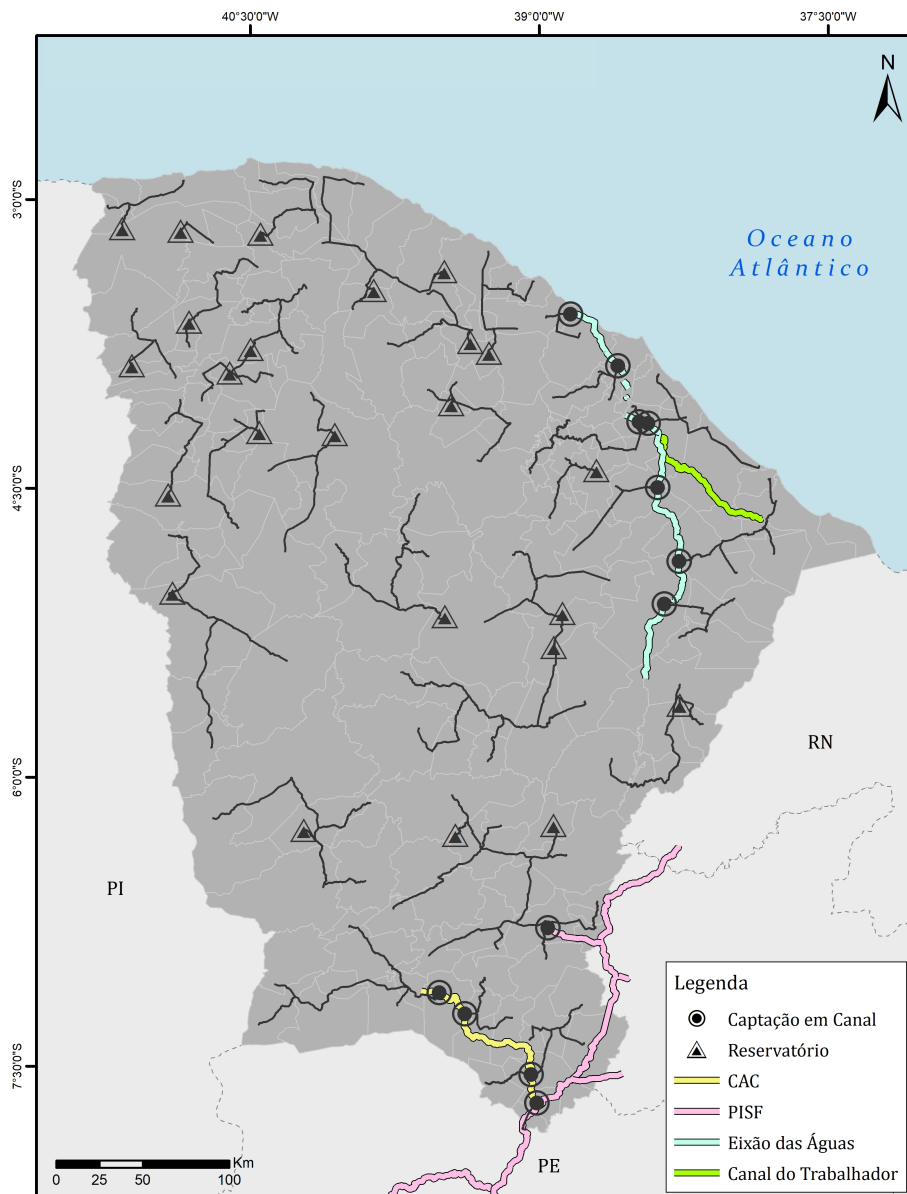 40°30'0"W 39°0'0"W 37°30'0"W
N
3°0'0"S
Oceano
Atlântico
4°30'0"S
6°0'0"S
RN
PI
7°30'0"S
PE
Legenda
Captação em Canal
Reservatório
CAC
PISF
Eixão das Águas
Canal do Trabalhador
Km
0 25 50 100